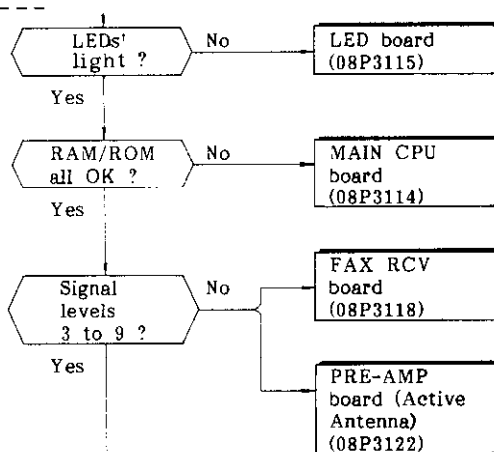 LEDs†
light ?
No
LED board
(08P3115)
Yes
RAM/ROM
all OK ?
No
MAIN CPU
board
(08P3114)
Yes
Signal
levels
3 to 9 ?
No
FAX RCV
board
(08P3118)
Yes
PRE-AMP
board (Active
Antenna)
(08P3122)